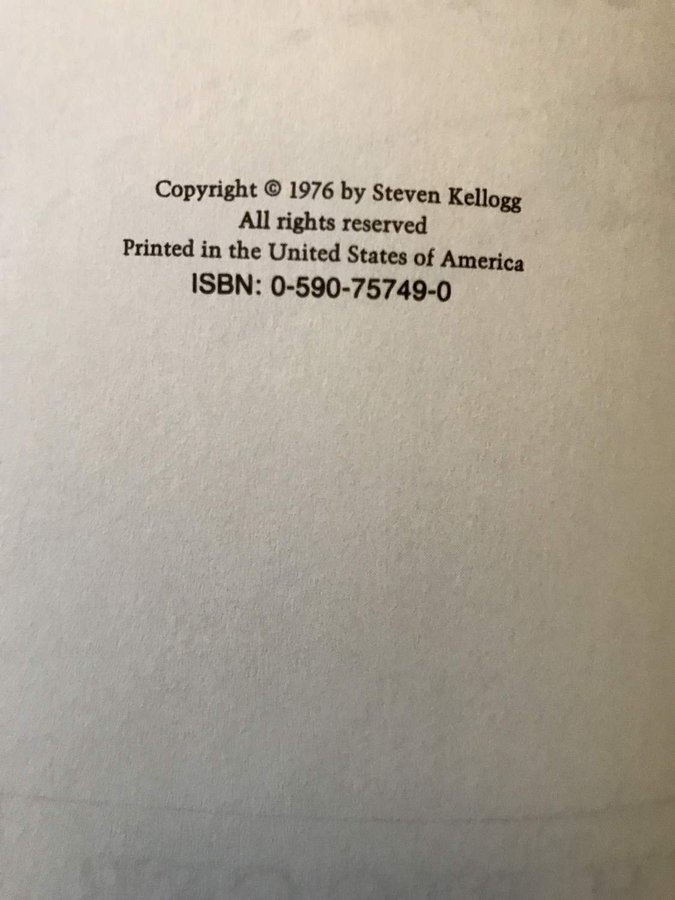 Copyright © 1976 by Steven Kellogg
All rights reserved
Printed in the United States of America
ISBN: 0-590-75749-0